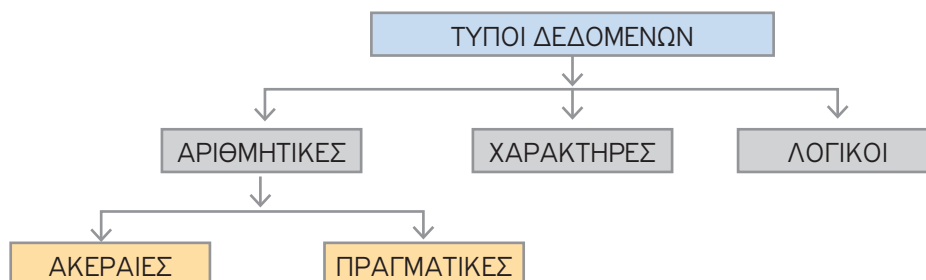 ΤΥΠΟΙ ΔΕΔΟΜΕΝΩΝ
ΑΡΙΘΜΗΤΙΚΕΣ
ΧΑΡΑΚΤΗΡΕΣ
ΛΟΓΙΚΟΙ
ΑΚΕΡΑΙΕΣ
ΠΡΑΓΜΑΤΙΚΕΣ